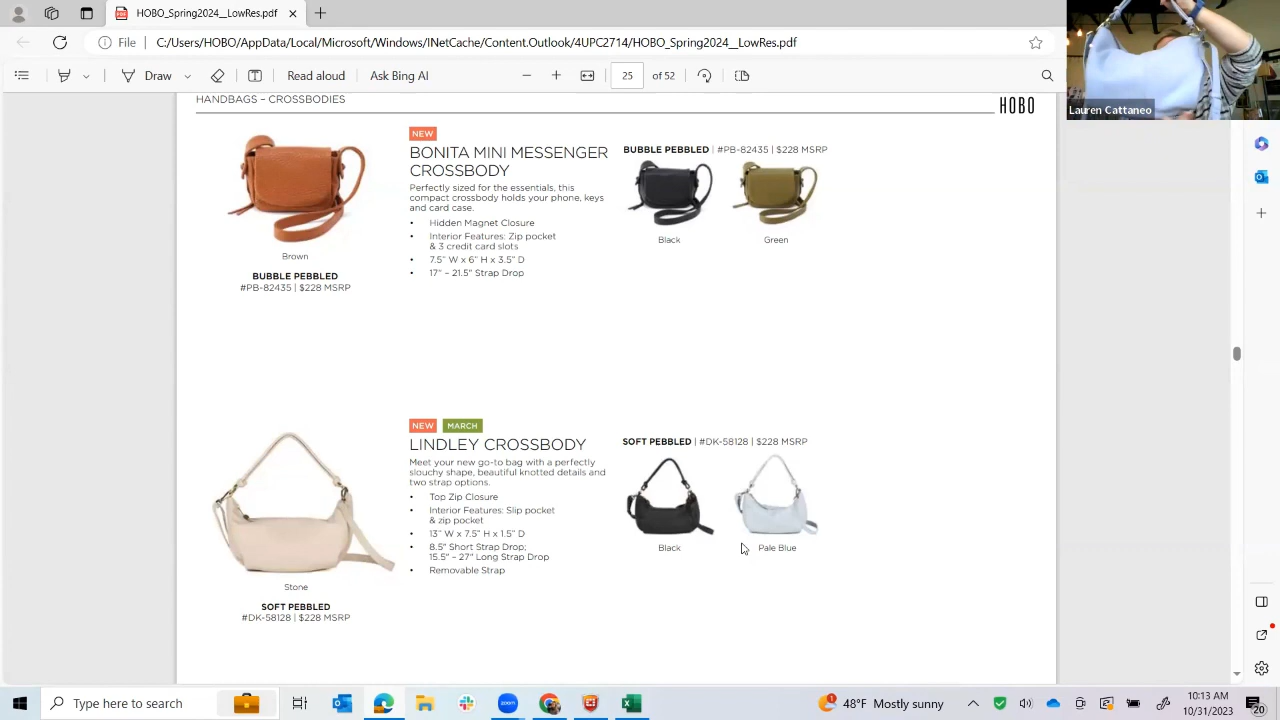 HOBO_Spring2024__LowRes.pdf
File
C:/Users/HOBO/AppData/Local/Microsoft/Windows/INetCache/Content.Outlook/4UPC2714/HOBO_Spring2024__LowRes.pdf
Draw
Read aloud
Ask Bing AI
25 of 52
Lauren Cattaneo
HANDBAGS – CROSSBODIES
HOBO
NEW
BONITA MINI MESSENGER
CROSSBODY
Perfectly sized for the essentials, this
compact crossbody holds your phone, keys
and card case.
• Hidden Magnet Closure
• Interior Features: Zip pocket
& 3 credit card slots
• 7.5" W x 6" H x 3.5" D
• 17" – 21.5" Strap Drop
Brown
BUBBLE PEBBLED
#PB-82435 | $228 MSRP
BUBBLE PEBBLED | #PB-82435 | $228 MSRP
Black
Green
NEW MARCH
LINDLEY CROSSBODY
Meet your new go-to bag with a perfectly
slouchy shape, beautiful knotted details and
two strap options.
• Top Zip Closure
• Interior Features: Slip pocket
& zip pocket
• 13" W x 7.5" H x 1.5" D
• 8.5" Short Strap Drop;
15.5" – 27" Long Strap Drop
• Removable Strap
Stone
SOFT PEBBLED
#DK-58128 | $228 MSRP
SOFT PEBBLED | #DK-58128 | $228 MSRP
Black
Pale Blue
Type here to search
zoom
1
48°F Mostly sunny
10:13 AM
10/31/2023
20